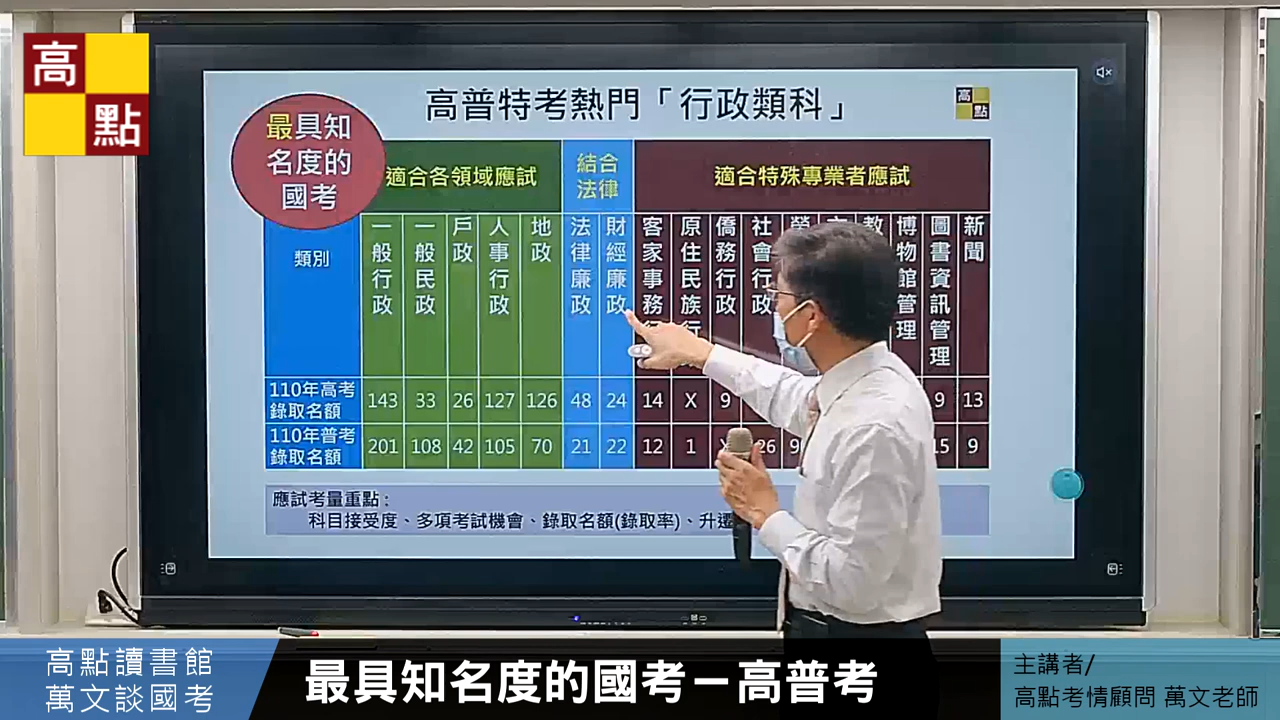 高
點
高普特考熱門「行政類科」
高
點
最具知
名度的
國考
適合各領域應試
結合
法律
適合特殊專業者應試
類別
一般行政
一般民政
戶政
人事行政
地政
法律廉政
財經廉政
客家事務
原住民族行
僑務行政
社會行政
教
博物館管理
圖書資訊管理
新聞
110年高考
錄取名額
143 33 26 127 126 48 24 14 X 9 9 13
110年普考
錄取名額
201 108 42 105 70 21 22 12 1 26 9 15 9
應試考量重點:
科目接受度、多項考試機會、錄取名額(錄取率)、升遷
高點讀書館
萬文談國考
最具知名度的國考－高普考
主講者/
高點考情顧問 萬文老師